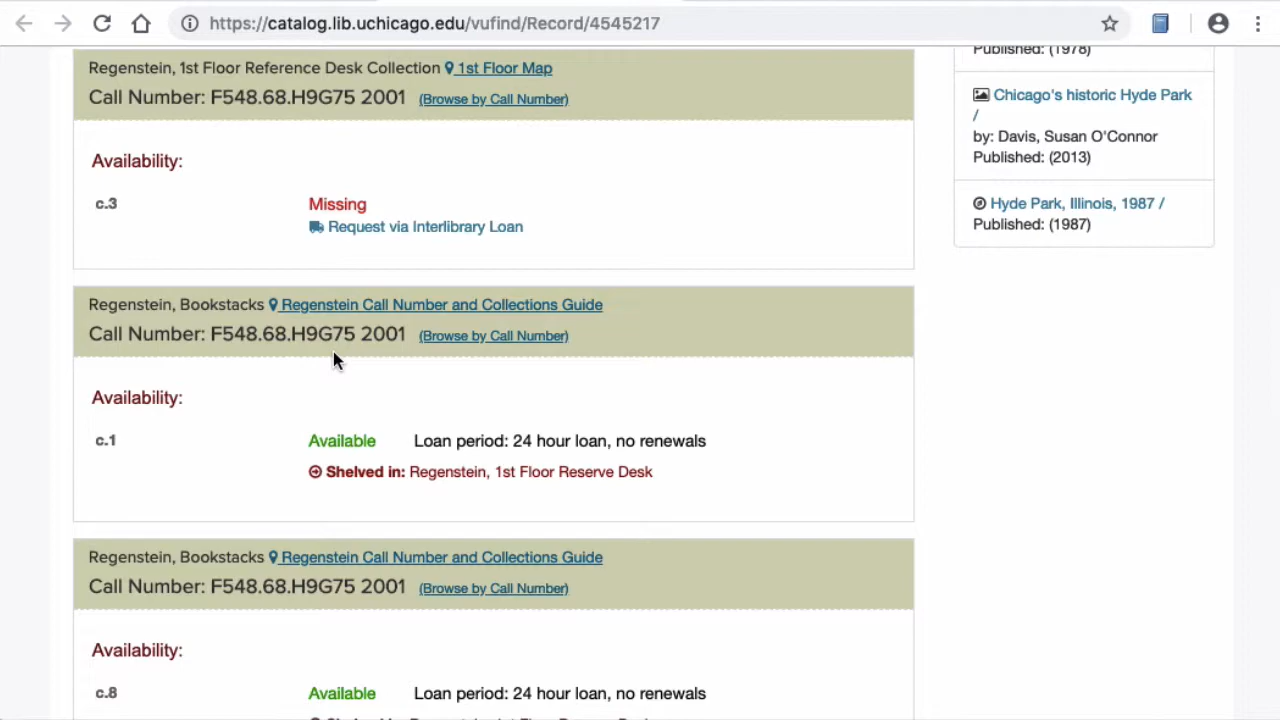 https://catalog.lib.uchicago.edu/vufind/Record/4545217
Regenstein, 1st Floor Reference Desk Collection 1st Floor Map
Call Number: F548.68.H9G75 2001 (Browse by Call Number)
Availability:
c.3 Missing
Request via Interlibrary Loan
Regenstein, Bookstacks Regenstein Call Number and Collections Guide
Call Number: F548.68.H9G75 2001 (Browse by Call Number)
Availability:
c.1 Available Loan period: 24 hour loan, no renewals
Shelved in: Regenstein, 1st Floor Reserve Desk
Regenstein, Bookstacks Regenstein Call Number and Collections Guide
Call Number: F548.68.H9G75 2001 (Browse by Call Number)
Availability:
c.8 Available Loan period: 24 hour loan, no renewals
Published: (1978)
Chicago's historic Hyde Park
/
by: Davis, Susan O'Connor
Published: (2013)
Hyde Park, Illinois, 1987 /
Published: (1987)